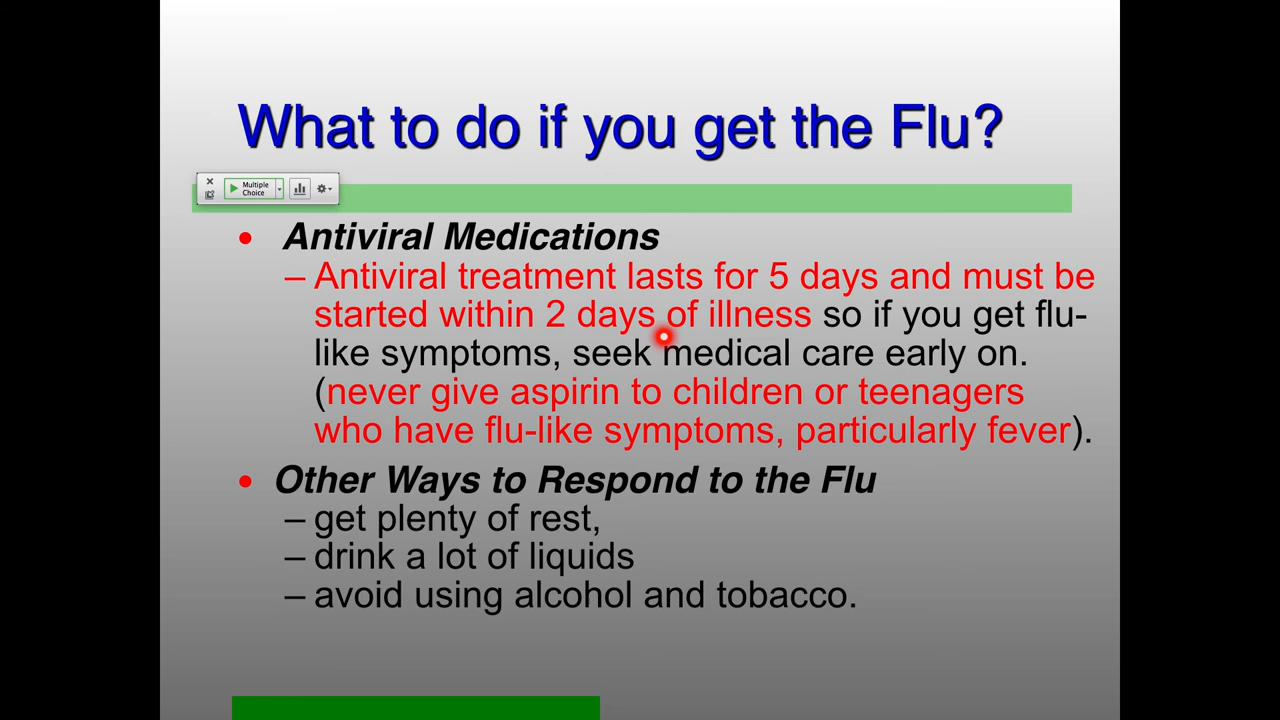 What to do if you get the Flu?
Multiple
Choice
• Antiviral Medications
– Antiviral treatment lasts for 5 days and must be
started within 2 days of illness so if you get flu-
like symptoms, seek medical care early on.
(never give aspirin to children or teenagers
who have flu-like symptoms, particularly fever).
• Other Ways to Respond to the Flu
– get plenty of rest,
– drink a lot of liquids
– avoid using alcohol and tobacco.